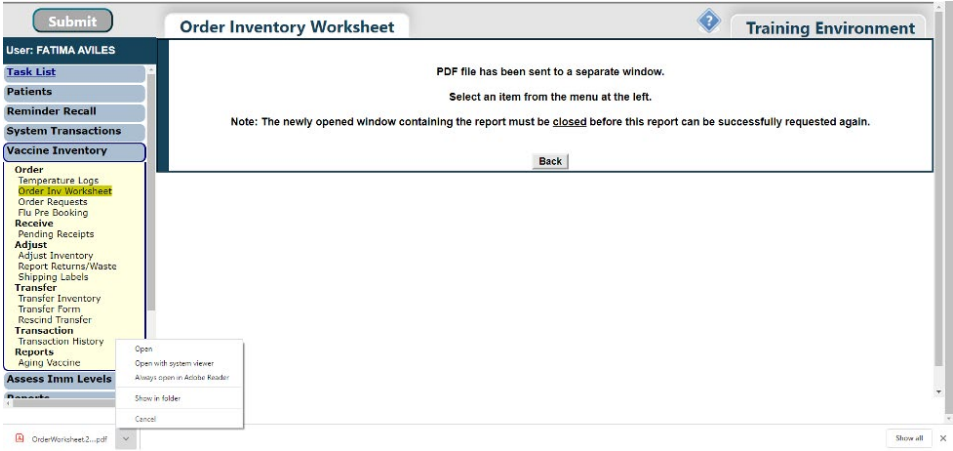 Submit
Order Inventory Worksheet
?
Training Environment
User: FATIMA AVILES
Task List
Patients
Reminder Recall
System Transactions
Vaccine Inventory
Order
Temperature Logs
Order Inv Worksheet
Order Requests
Flu Pre Booking
Receive
Pending Receipts
Adjust
Adjust Inventory
Report Returns/Waste
Shipping Labels
Transfer
Transfer Inventory
Transfer Form
Rescind Transfer
Transaction
Transaction History
Reports
Aging Vaccine
Assess Imm Levels
Reports
PDF file has been sent to a separate window.
Select an item from the menu at the left.
Note: The newly opened window containing the report must be closed before this report can be successfully requested again.
Back
Open
Open with system viewer
Always open in Adobe Reader
Show in folder
Cancel
OrderWorksheet.2....pdf
Show all